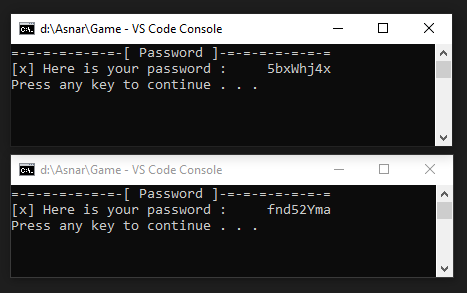 d:\Asnar\Game - VS Code Console
=-=-=-=-=-=-=-[ Password ]-=-=-=-=-=-=-=
[x] Here is your password :     5bxWhj4x
Press any key to continue . . .
d:\Asnar\Game - VS Code Console
=-=-=-=-=-=-=-[ Password ]-=-=-=-=-=-=-=
[x] Here is your password :     fnd52Yma
Press any key to continue . . .